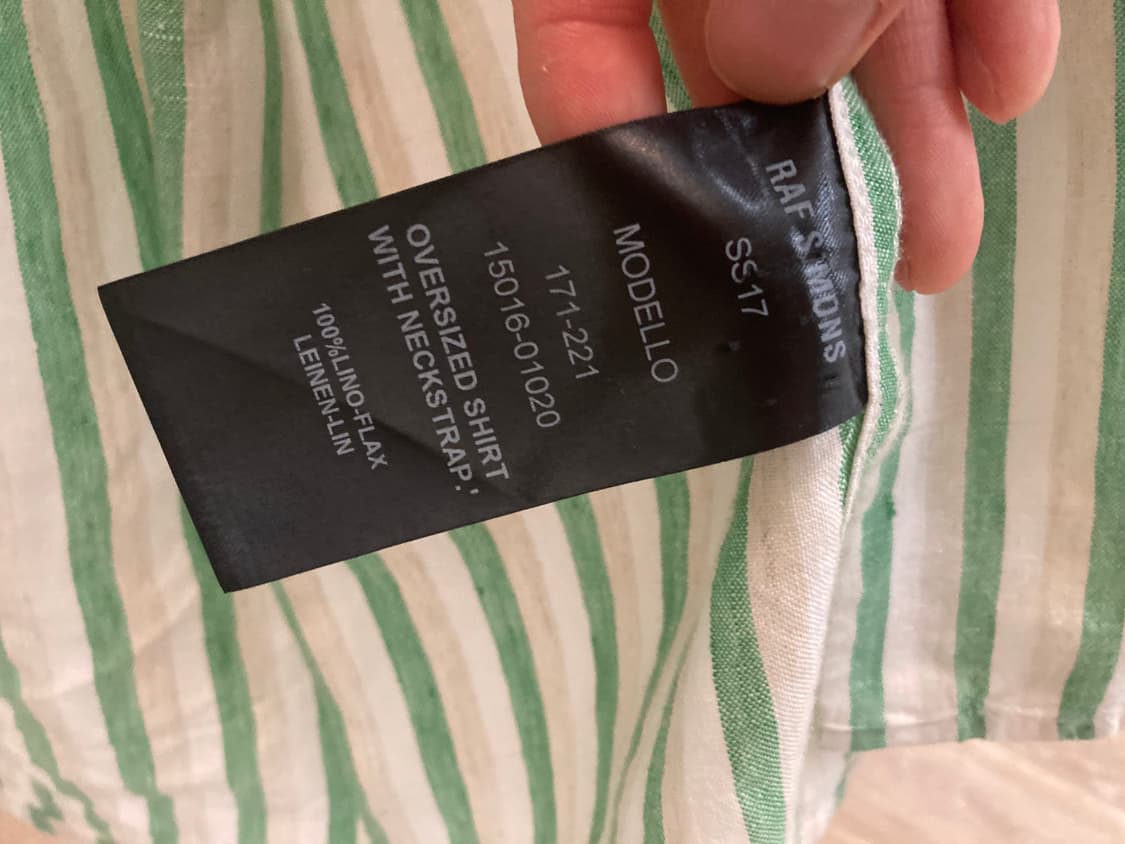 RAF SIMONS
SS17
MODELLO
171-221
15016-01020
OVERSIZED SHIRT
WITH NECKSTRAP.'
100%LINO-FLAX
LEINEN-LIN